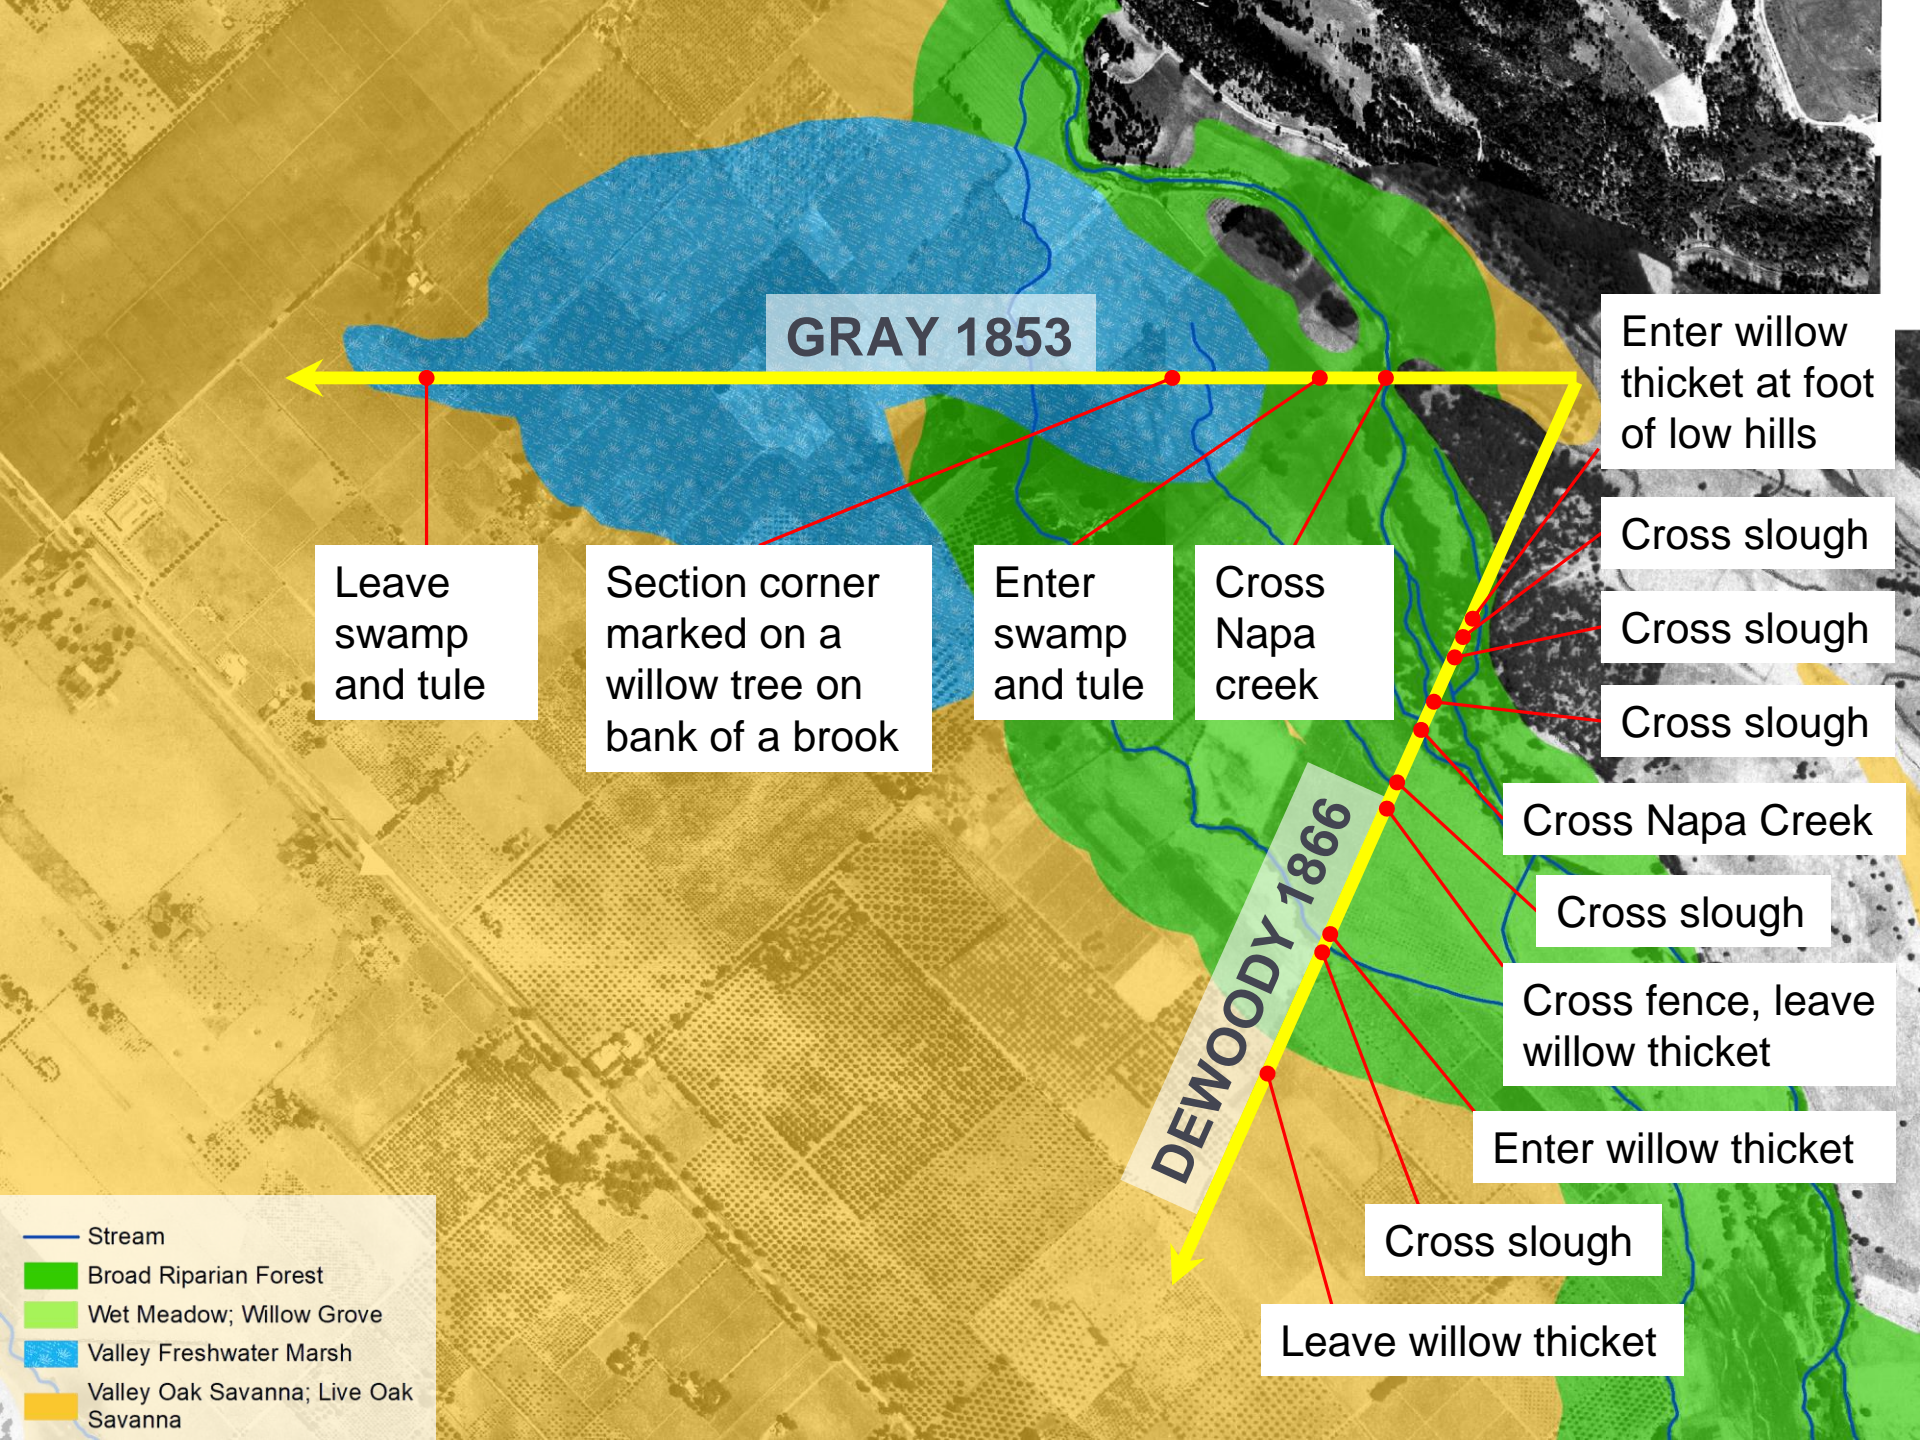 GRAY 1853
Enter willow
thicket at foot
of low hills
Cross slough
Leave
swamp
and tule
Section corner
marked on a
willow tree on
bank of a brook
Enter
swamp
and tule
Cross
Napa
creek
Cross slough
Cross slough
Cross Napa Creek
DEWOODY 1866
Cross slough
Cross fence, leave
willow thicket
Enter willow thicket
Cross slough
Leave willow thicket
Stream
Broad Riparian Forest
Wet Meadow; Willow Grove
Valley Freshwater Marsh
Valley Oak Savanna; Live Oak
Savanna